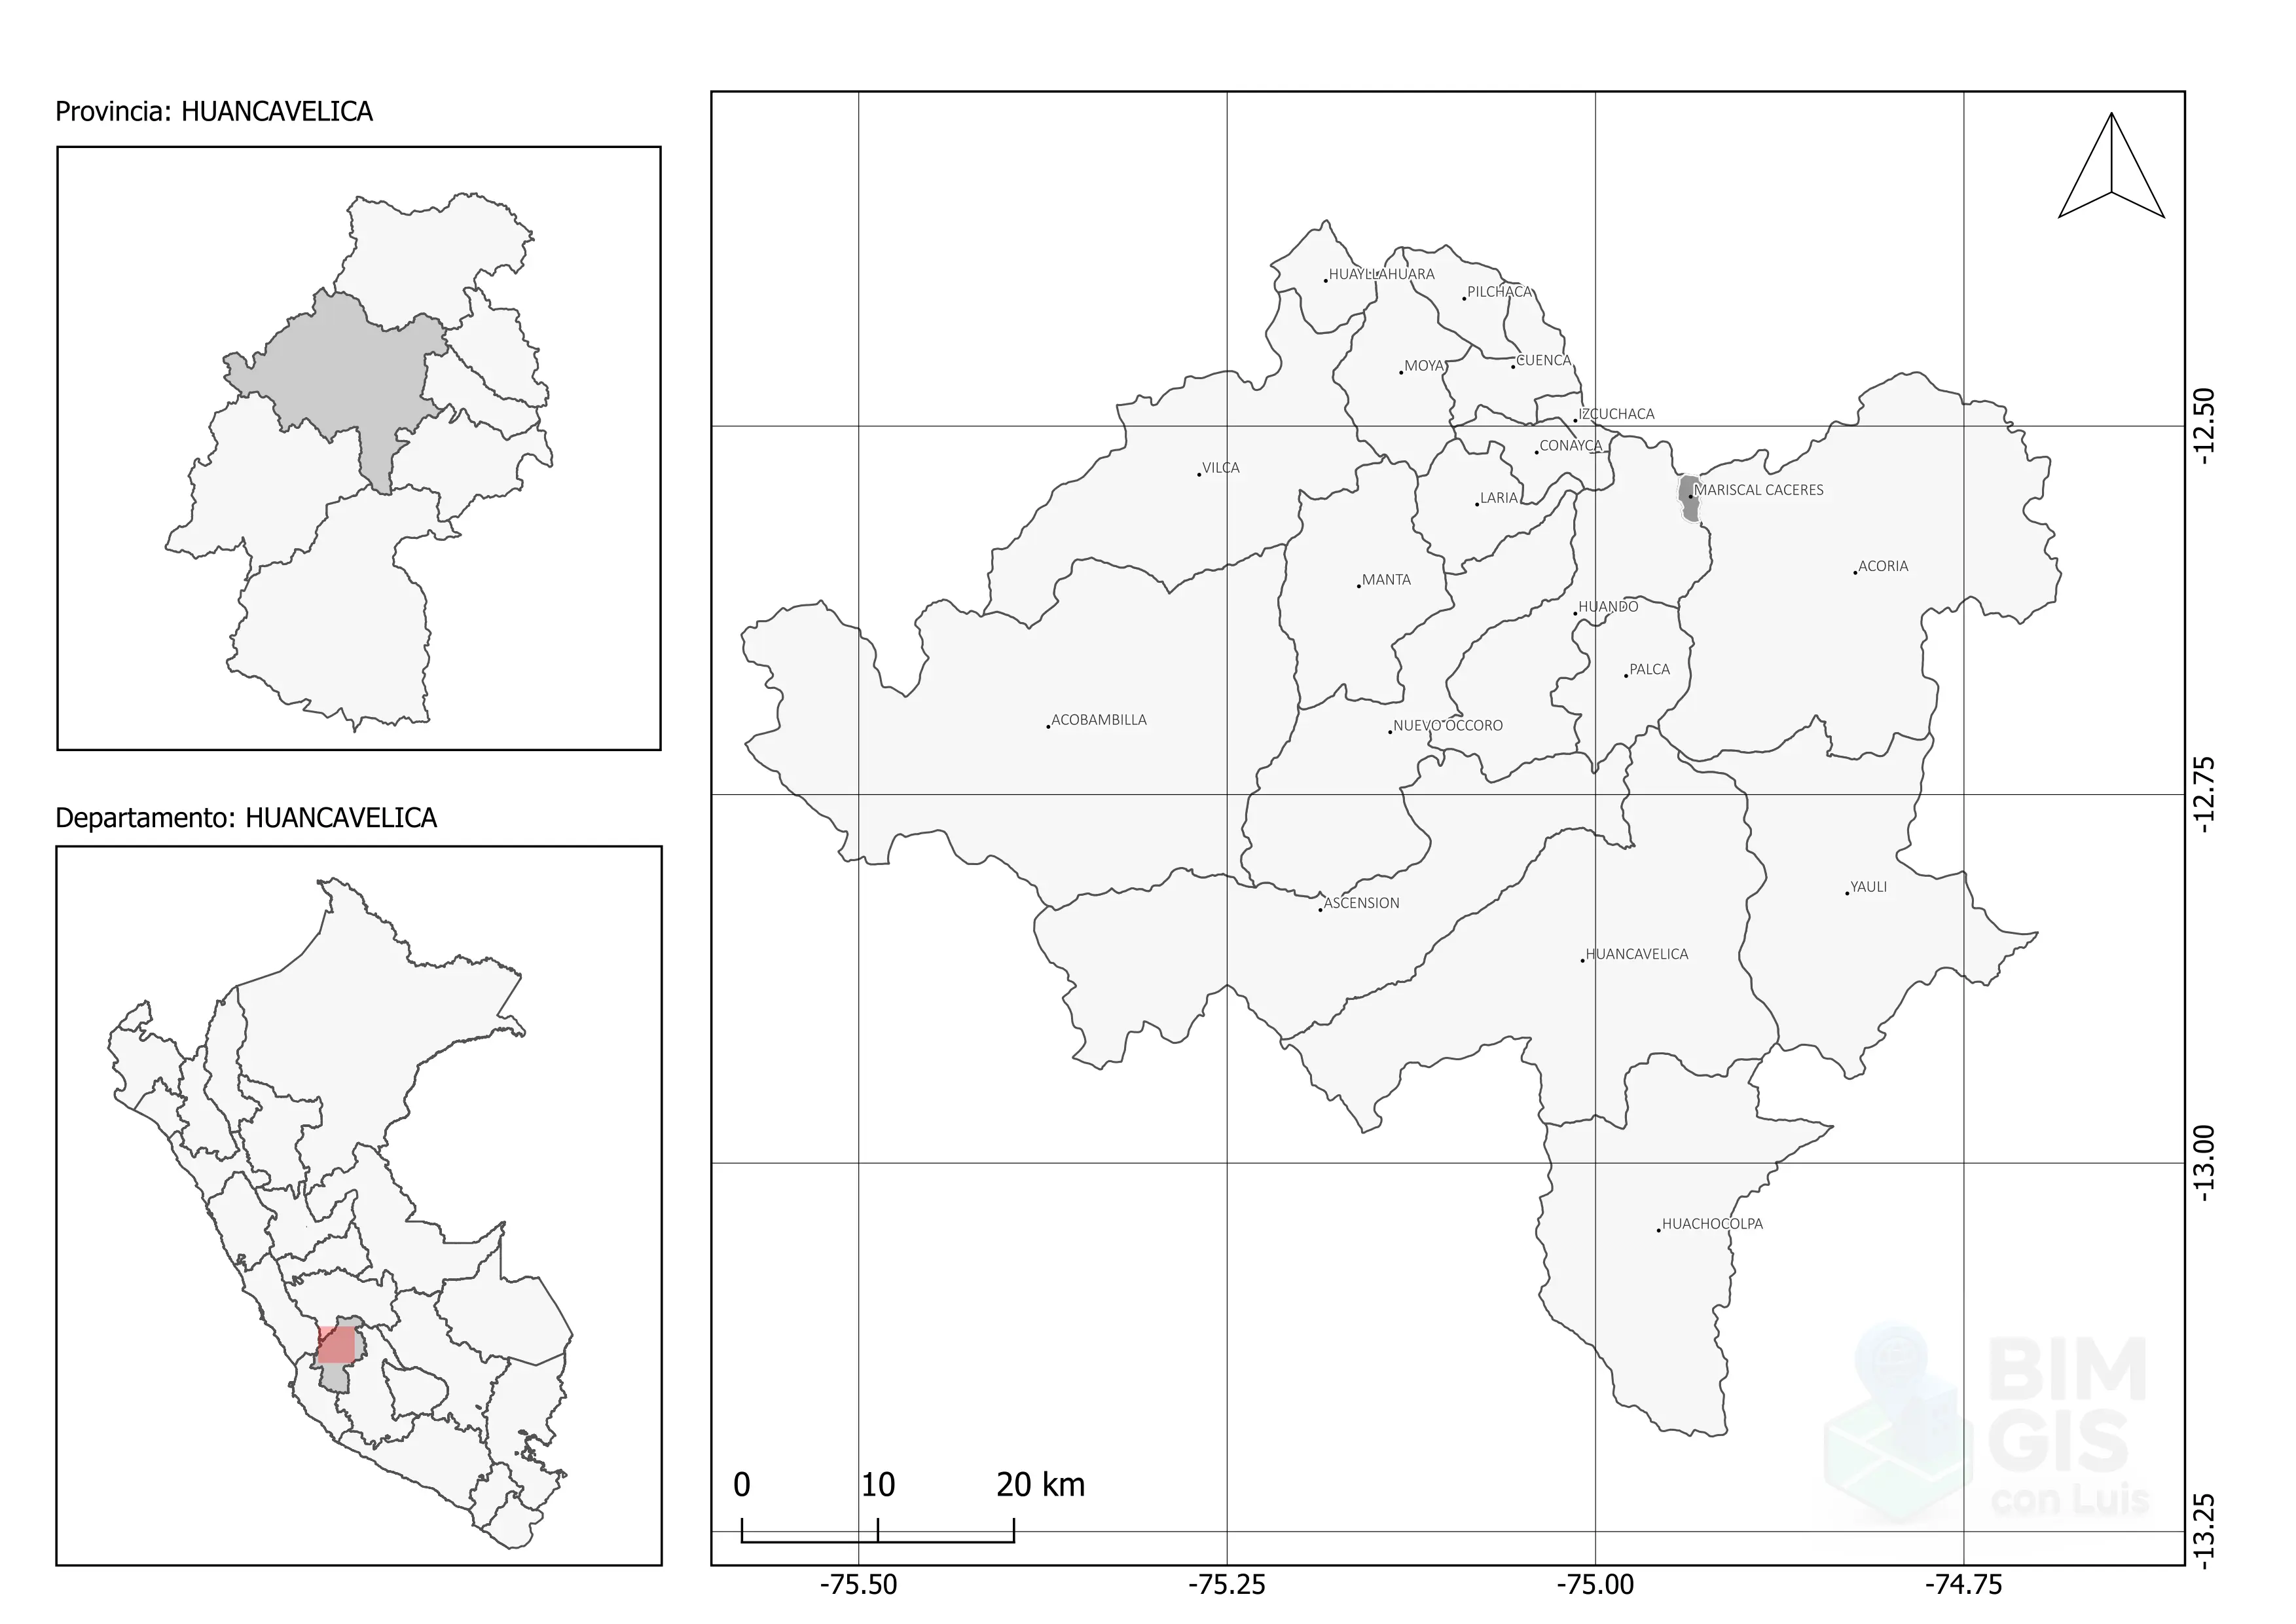 Provincia: HUANCAVELICA
Departamento: HUANCAVELICA
HUAYLLAHUARA
PILCHACA
MOYA
CUENCA
IZCUCHACA
CONAYCA
VILCA
LARIA
MARISCAL CACERES
ACORIA
MANTA
HUANDO
PALCA
ACOBAMBILLA
NUEVO OCCORO
YAULI
ASCENSION
HUANCAVELICA
HUACHOCOLPA
-12.50
-12.75
-13.00
-13.25
0 10 20 km
-75.50 -75.25 -75.00 -74.75
BIM
GIS
con Luis